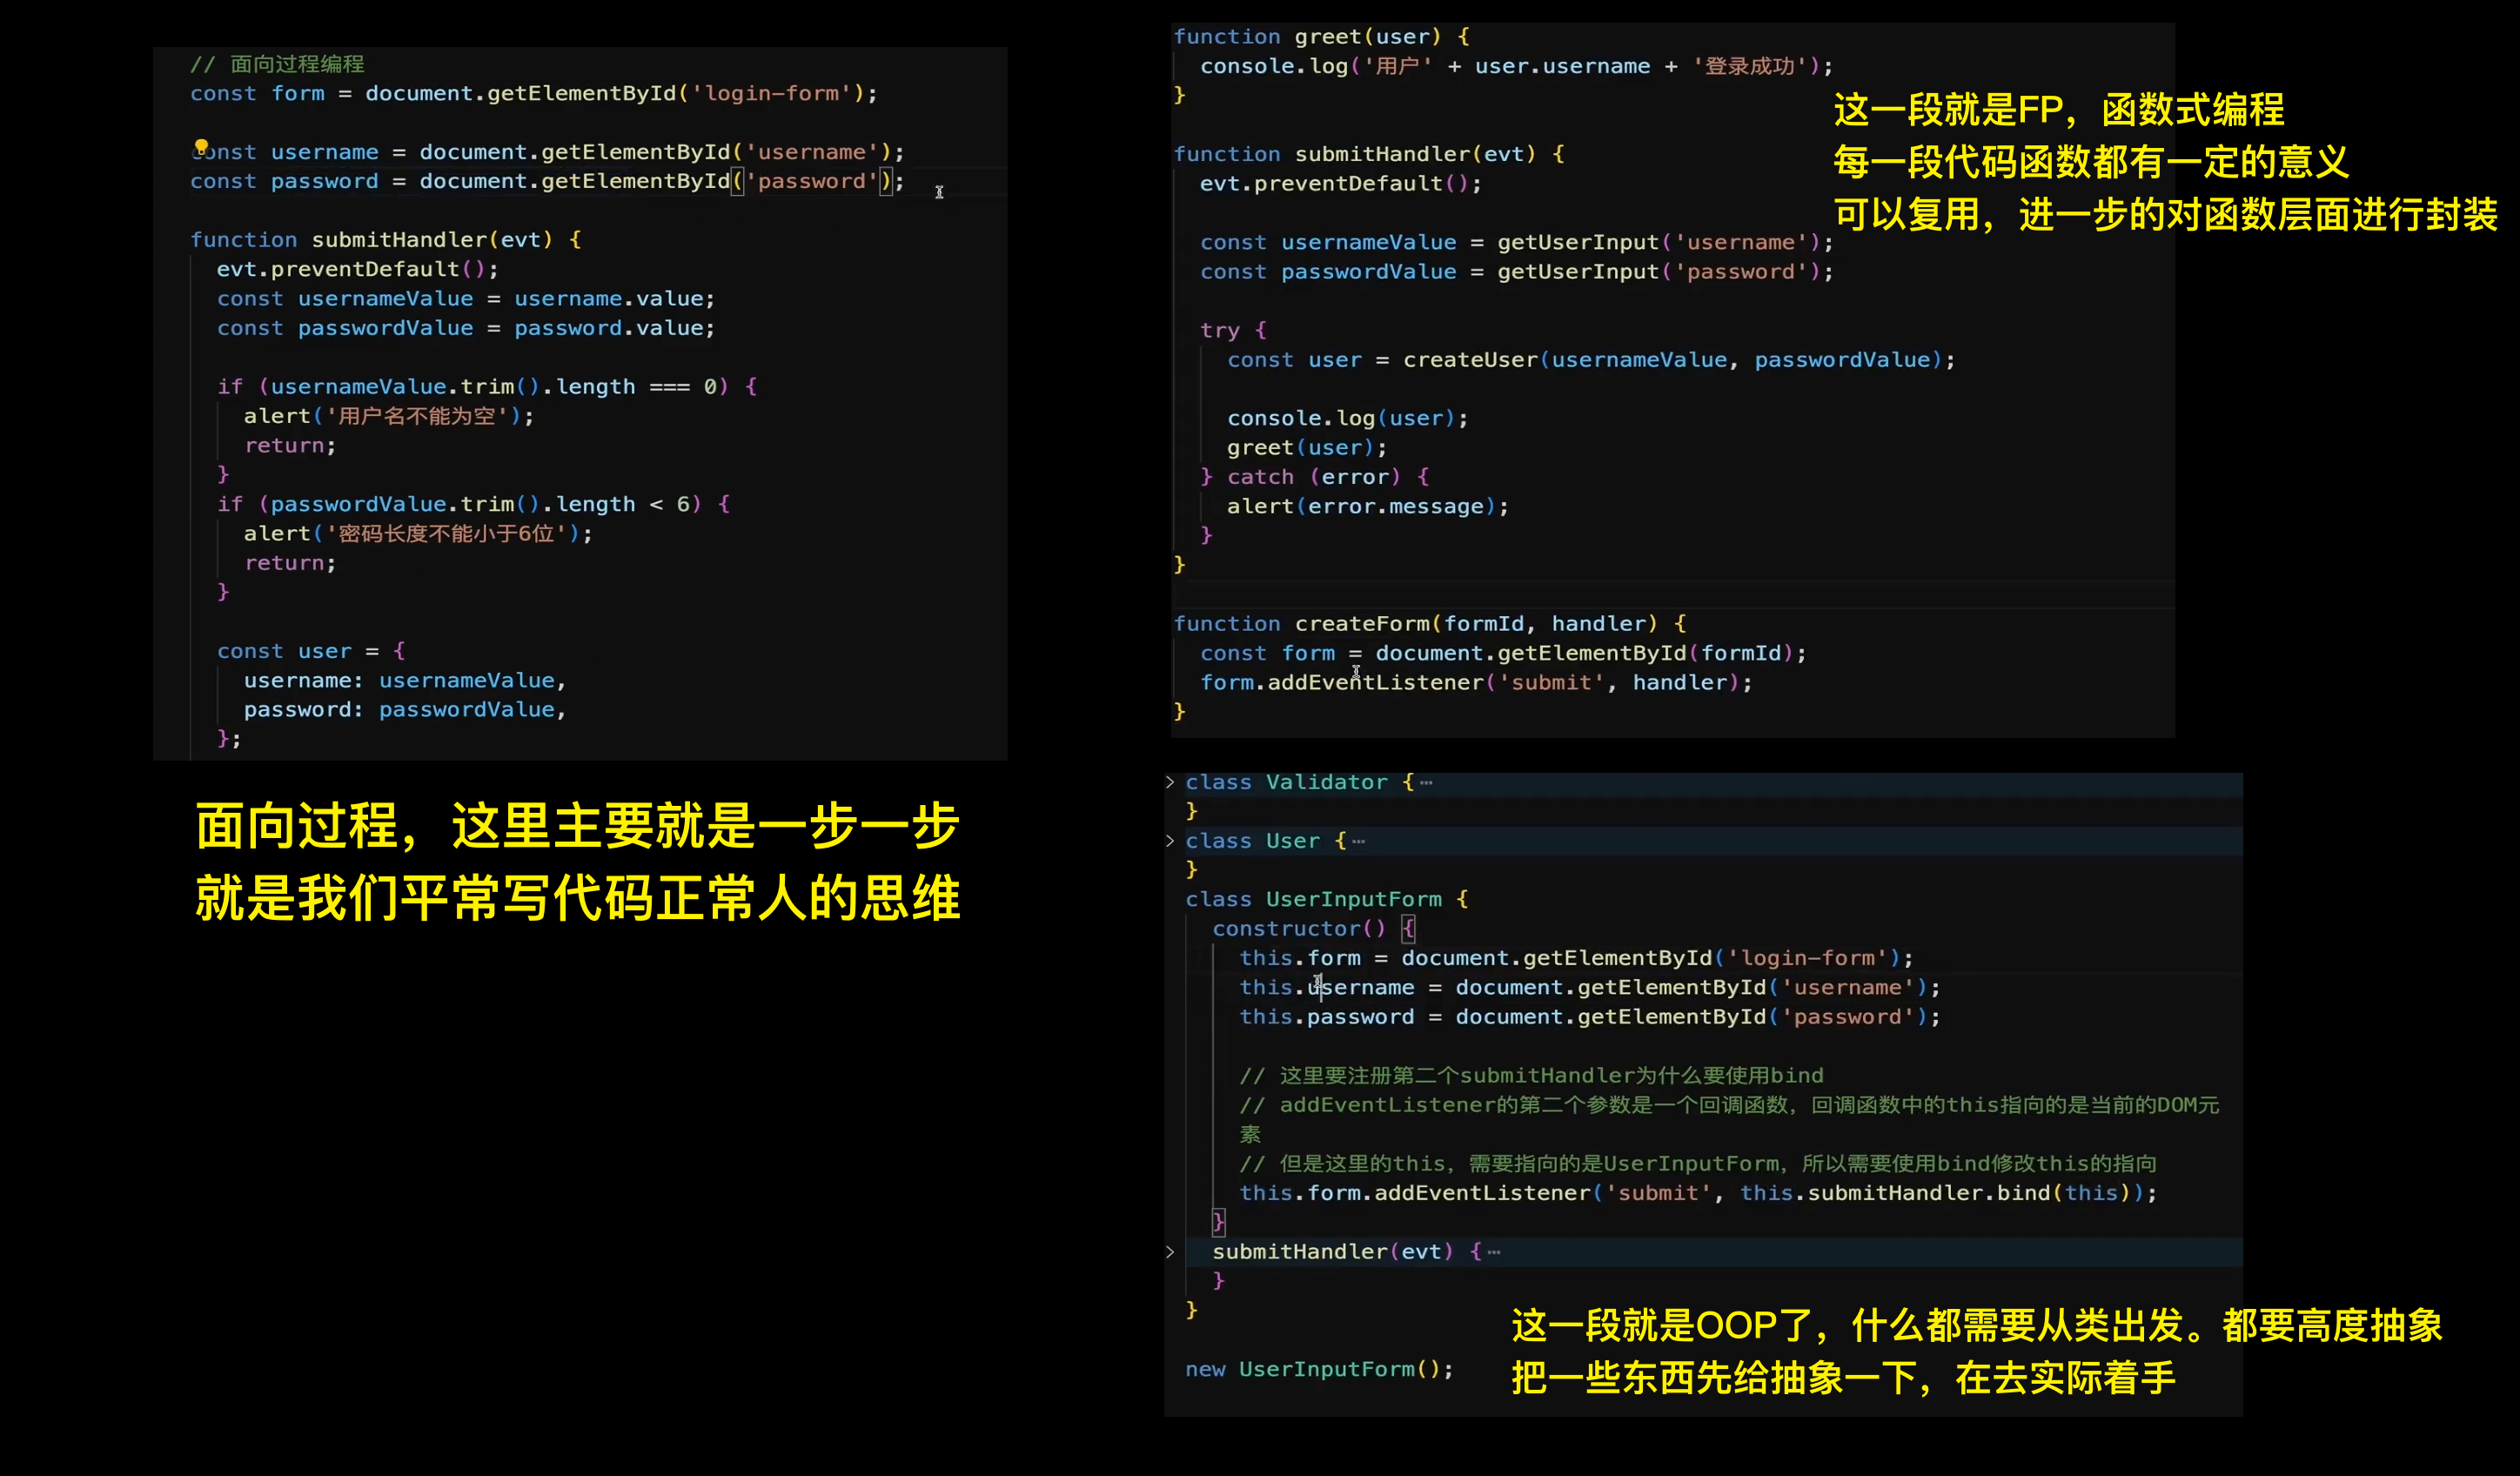 // 面向过程编程
const form = document.getElementById('login-form');
const username = document.getElementById('username');
const password = document.getElementById('password');
function submitHandler(evt) {
evt.preventDefault();
const usernameValue = username.value;
const passwordValue = password.value;
if (usernameValue.trim().length === 0) {
alert('用户名不能为空');
return;
}
if (passwordValue.trim().length < 6) {
alert('密码长度不能小于6位');
return;
}
const user = {
username: usernameValue,
password: passwordValue,
};
面向过程，这里主要就是一步一步
就是我们平常写代码正常人的思维
function greet(user) {
console.log('用户' + user.username + '登录成功');
}
这一段就是FP，函数式编程
每一段代码函数都有一定的意义
可以复用，进一步的对函数层面进行封装
function submitHandler(evt) {
evt.preventDefault();
const usernameValue = getUserInput('username');
const passwordValue = getUserInput('password');
try {
const user = createUser(usernameValue, passwordValue);
console.log(user);
greet(user);
} catch (error) {
alert(error.message);
}
}
function createForm(formId, handler) {
const form = document.getElementById(formId);
form.addEventListener('submit', handler);
}
> class Validator {⋯
}
> class User {⋯
}
class UserInputForm {
constructor() {
this.form = document.getElementById('login-form');
this.username = document.getElementById('username');
this.password = document.getElementById('password');
// 这里要注册第二个submitHandler为什么要使用bind
// addEventListener的第二个参数是一个回调函数，回调函数中的this指向的是当前的DOM元
素
// 但是这里的this，需要指向的是UserInputForm，所以需要使用bind修改this的指向
this.form.addEventListener('submit', this.submitHandler.bind(this));
}
> submitHandler(evt) {⋯
}
}
new UserInputForm();
这一段就是OOP了，什么都需要从类出发。都要高度抽象
把一些东西先给抽象一下，在去实际着手